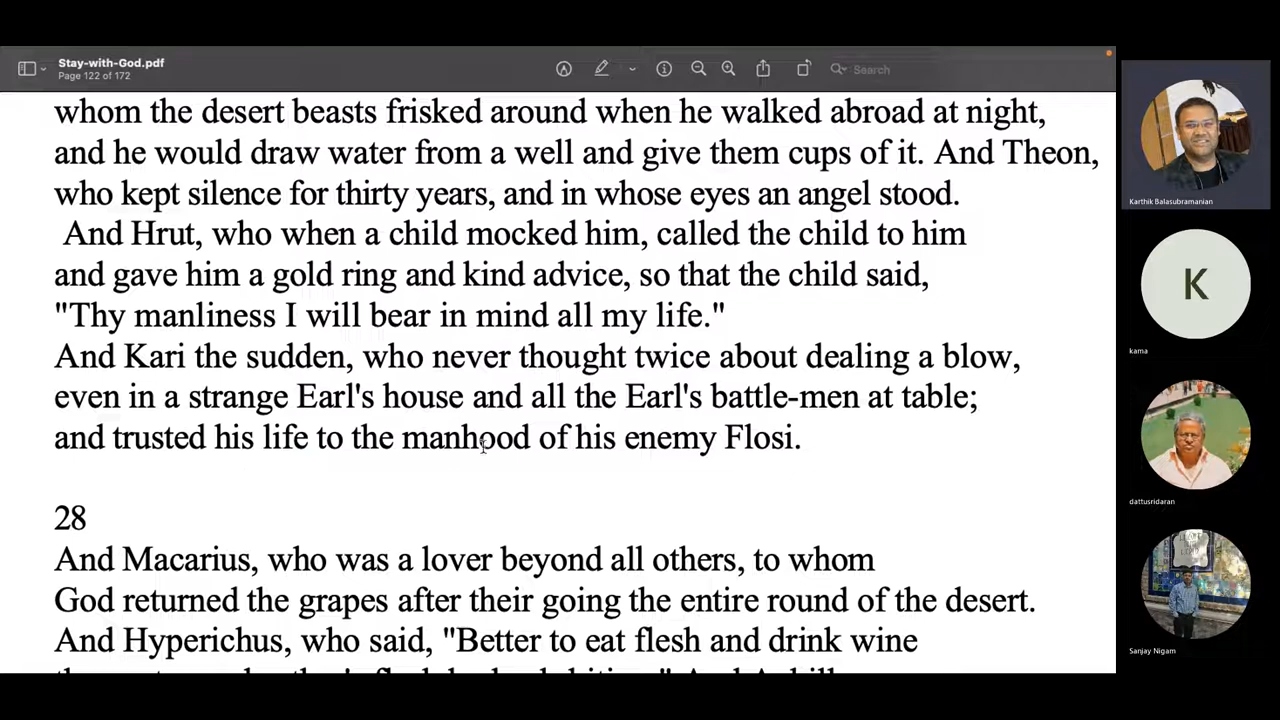 Stay-with-God.pdf
Page 122 of 172
Search
whom the desert beasts frisked around when he walked abroad at night,
and he would draw water from a well and give them cups of it. And Theon,
who kept silence for thirty years, and in whose eyes an angel stood.
And Hrut, who when a child mocked him, called the child to him
and gave him a gold ring and kind advice, so that the child said,
"Thy manliness I will bear in mind all my life."
And Kari the sudden, who never thought twice about dealing a blow,
even in a strange Earl's house and all the Earl's battle-men at table;
and trusted his life to the manhood of his enemy Flosi.
28
And Macarius, who was a lover beyond all others, to whom
God returned the grapes after their going the entire round of the desert.
And Hyperichus, who said, "Better to eat flesh and drink wine
Karthik Balasubramanian
K
kama
dattusridaran
Sanjay Nigam